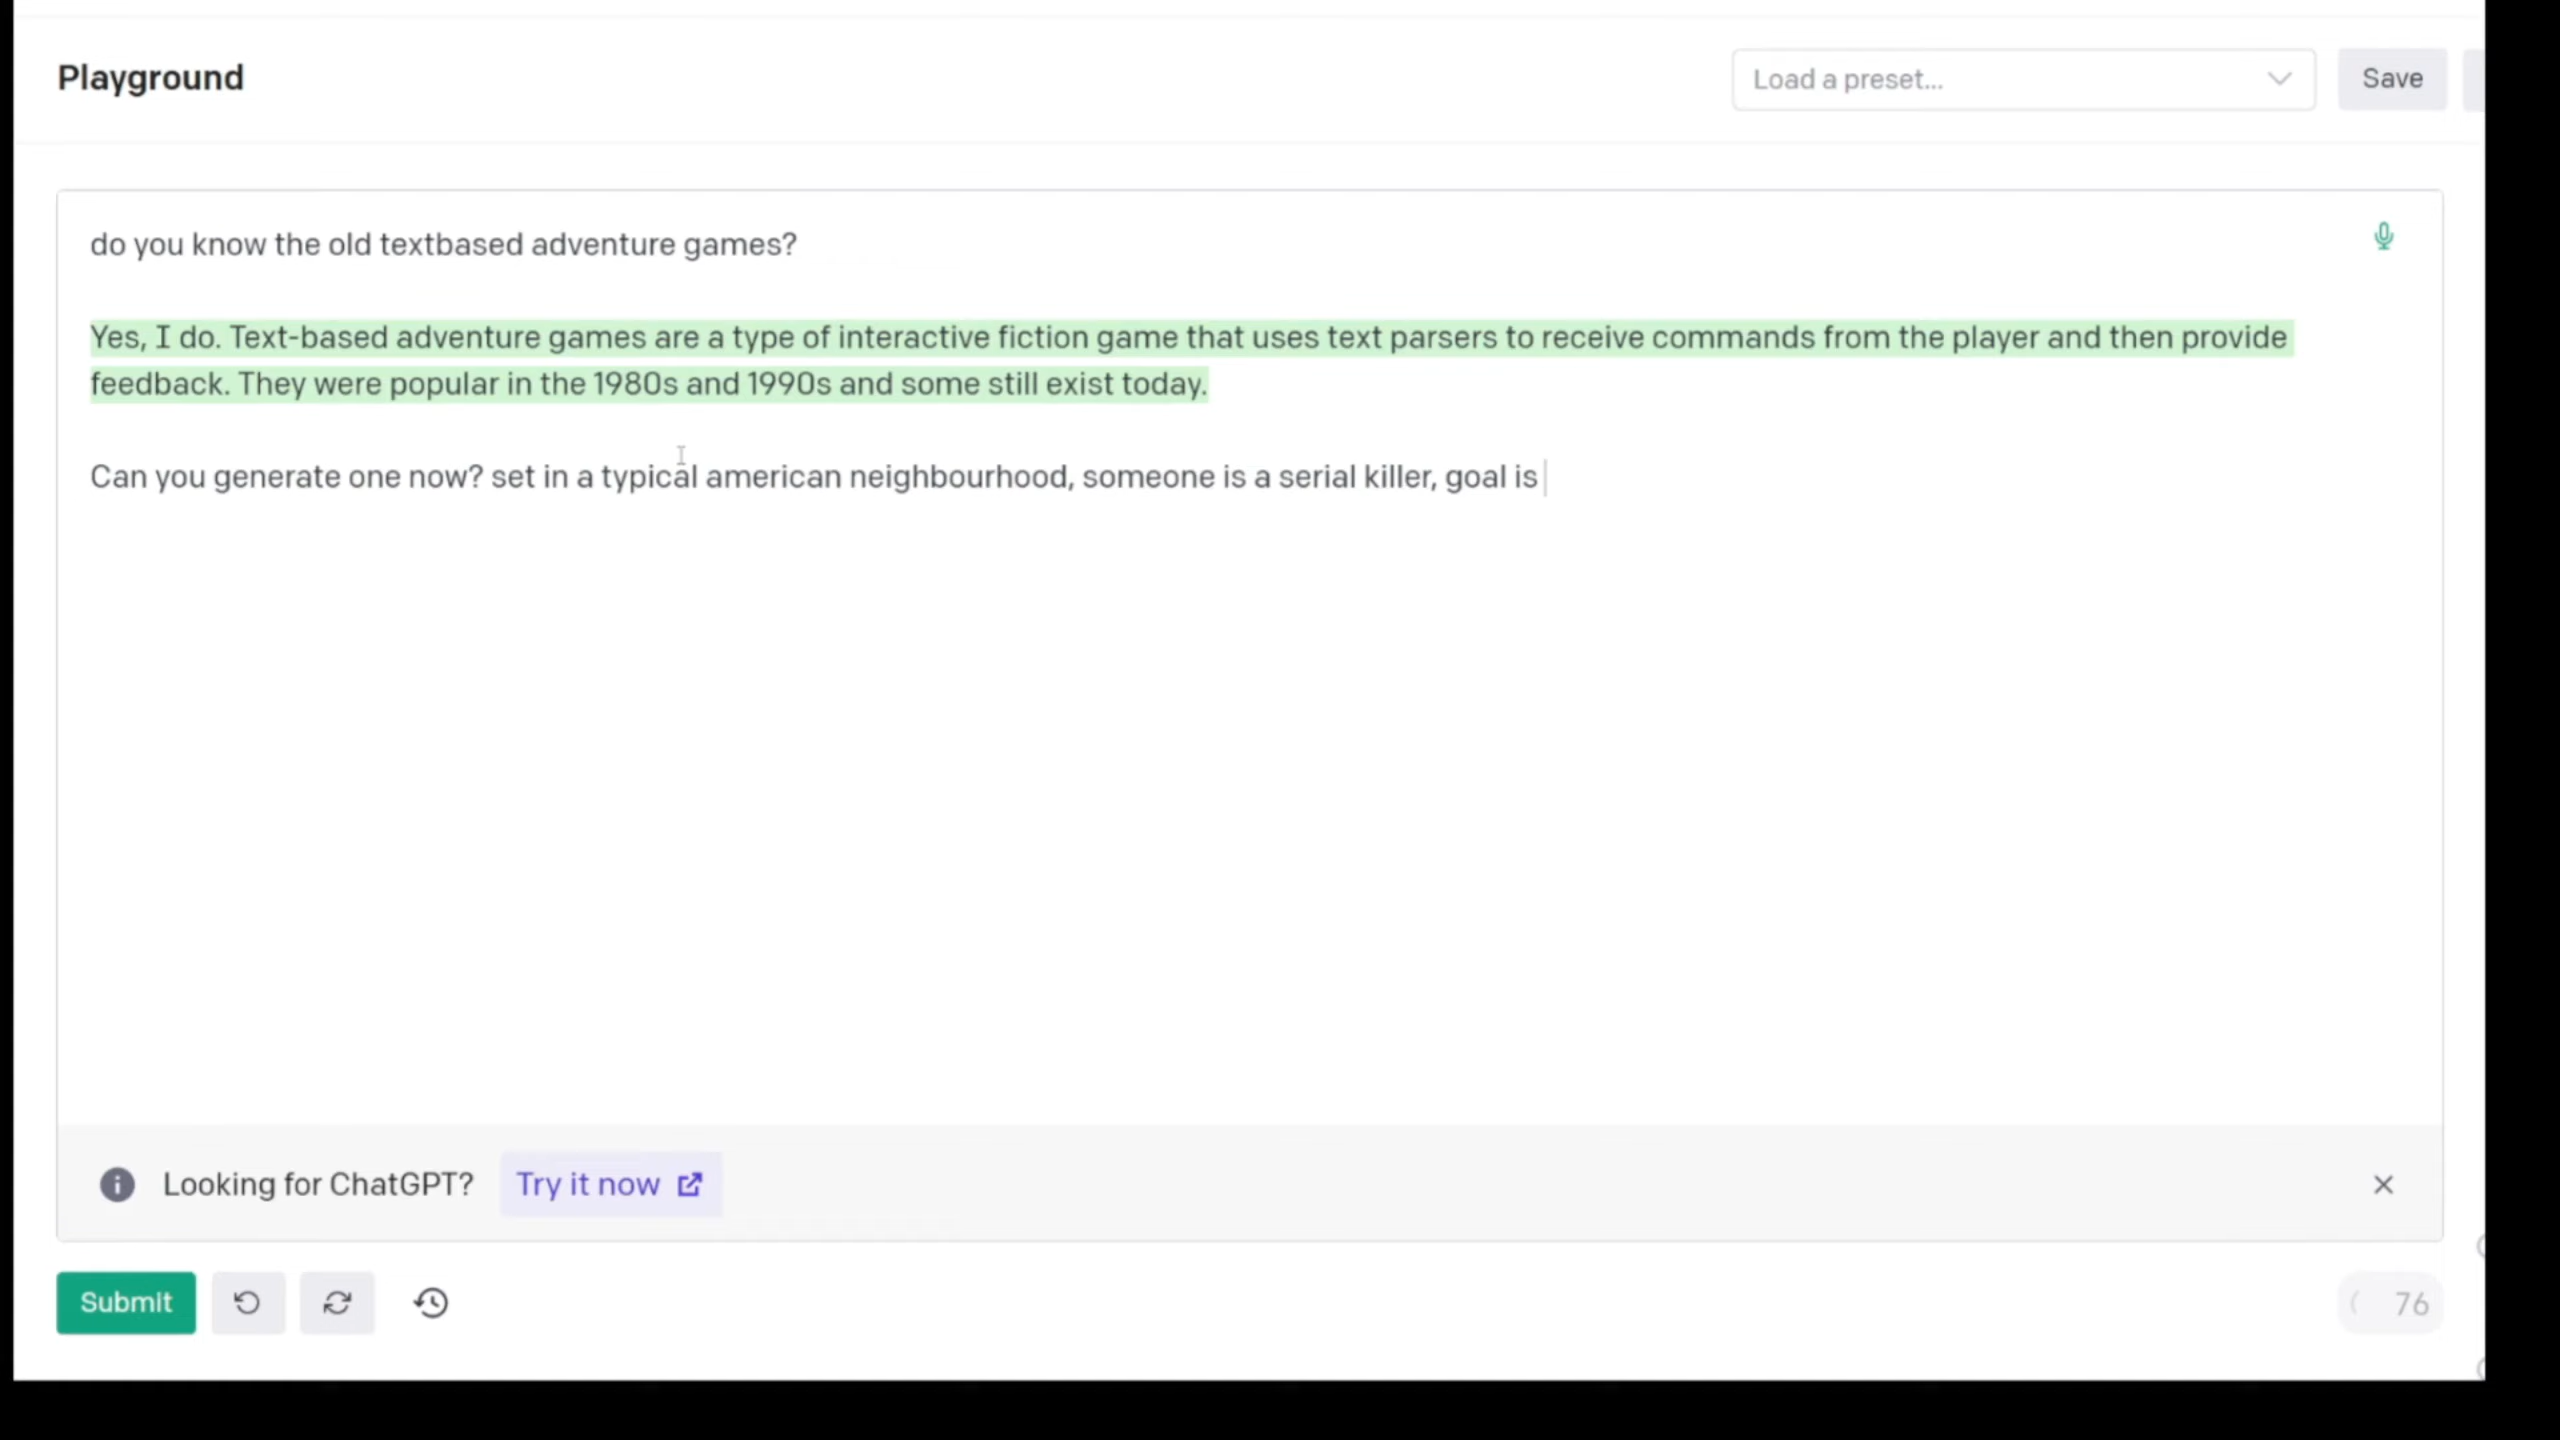 Playground
Load a preset...
Save
do you know the old textbased adventure games?
Yes, I do. Text-based adventure games are a type of interactive fiction game that uses text parsers to receive commands from the player and then provide
feedback. They were popular in the 1980s and 1990s and some still exist today.
Can you generate one now? set in a typical american neighbourhood, someone is a serial killer, goal is
Looking for ChatGPT?
Try it now
Submit
76